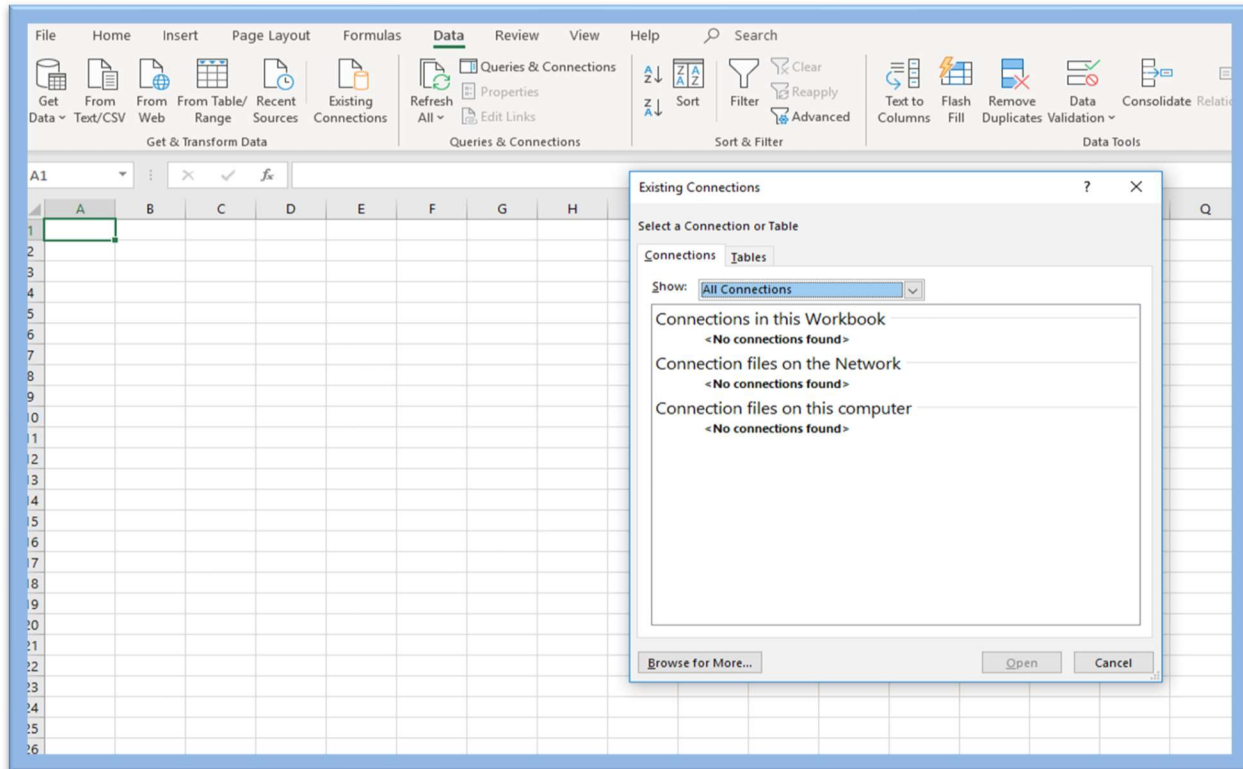 File Home Insert Page Layout Formulas Data Review View Help Search
Get Data From Text/CSV From Web From Table/ Range Recent Sources Existing Connections
Get & Transform Data
Refresh All Queries & Connections
Properties
Edit Links
Queries & Connections
Sort Filter Clear
Reapply
Advanced
Sort & Filter
Text to Columns Flash Fill Remove Duplicates Data Validation Consolidate
Data Tools
A1 fx
A B C D E F G H Q
1
2
3
4
5
6
7
8
9
10
11
12
13
14
15
16
17
18
19
20
21
22
23
24
25
26
Existing Connections ?
Select a Connection or Table
Connections Tables
Show: All Connections
Connections in this Workbook
<No connections found>
Connection files on the Network
<No connections found>
Connection files on this computer
<No connections found>
Browse for More... Open Cancel